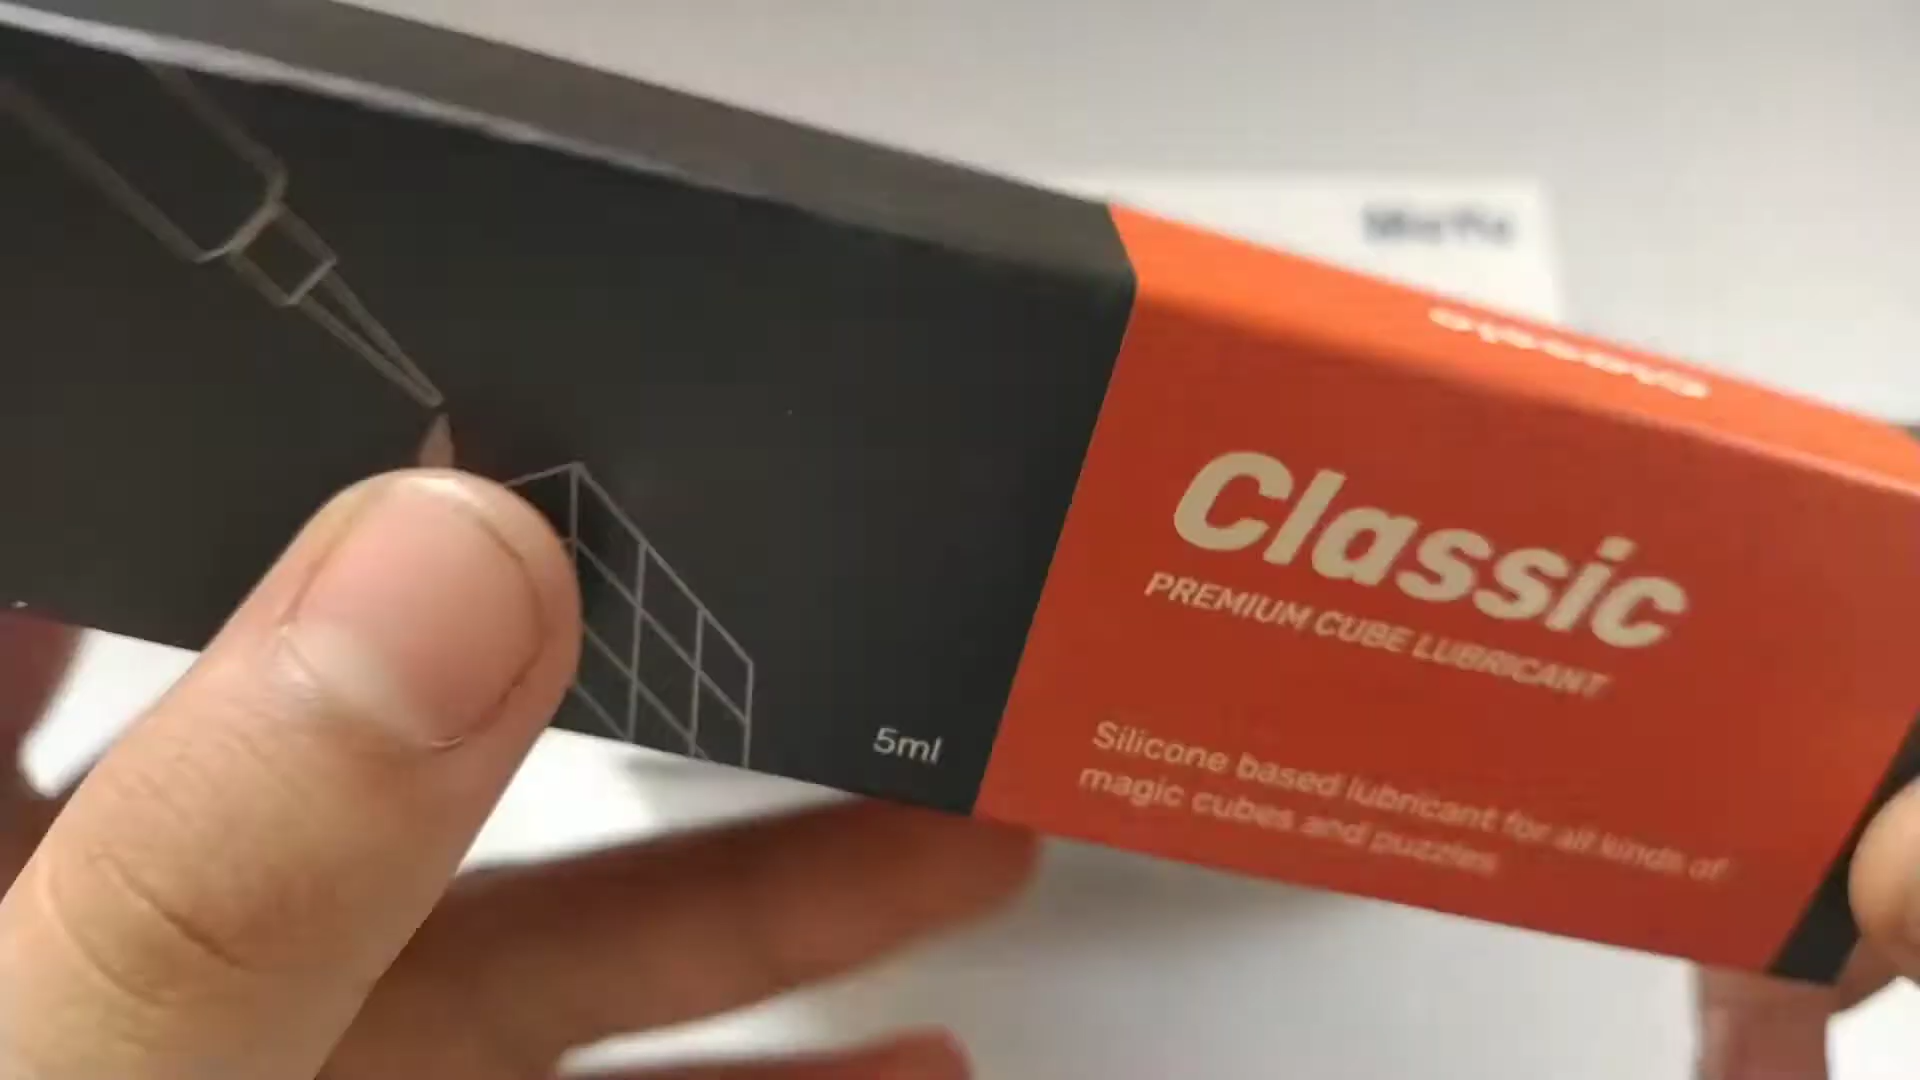 Classic
PREMIUM CUBE LUBRICANT
Silicone based lubricant for all kinds of
magic cubes and puzzles
5ml